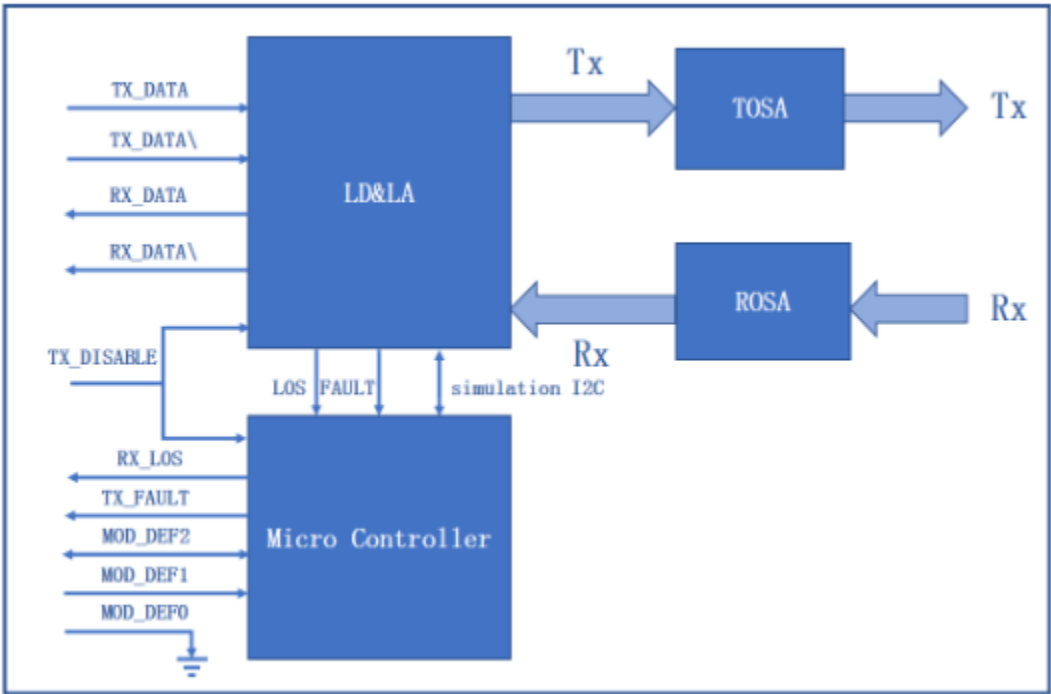 Tx
TX_DATA
TOSA
Tx
TX_DATA\
LD&LA
RX_DATA
RX_DATA\
ROSA
Rx
Rx
TX_DISABLE
LOS
FAULT
simulation I2C
RX_LOS
TX_FAULT
MOD_DEF2
Micro Controller
MOD_DEF1
MOD_DEF0